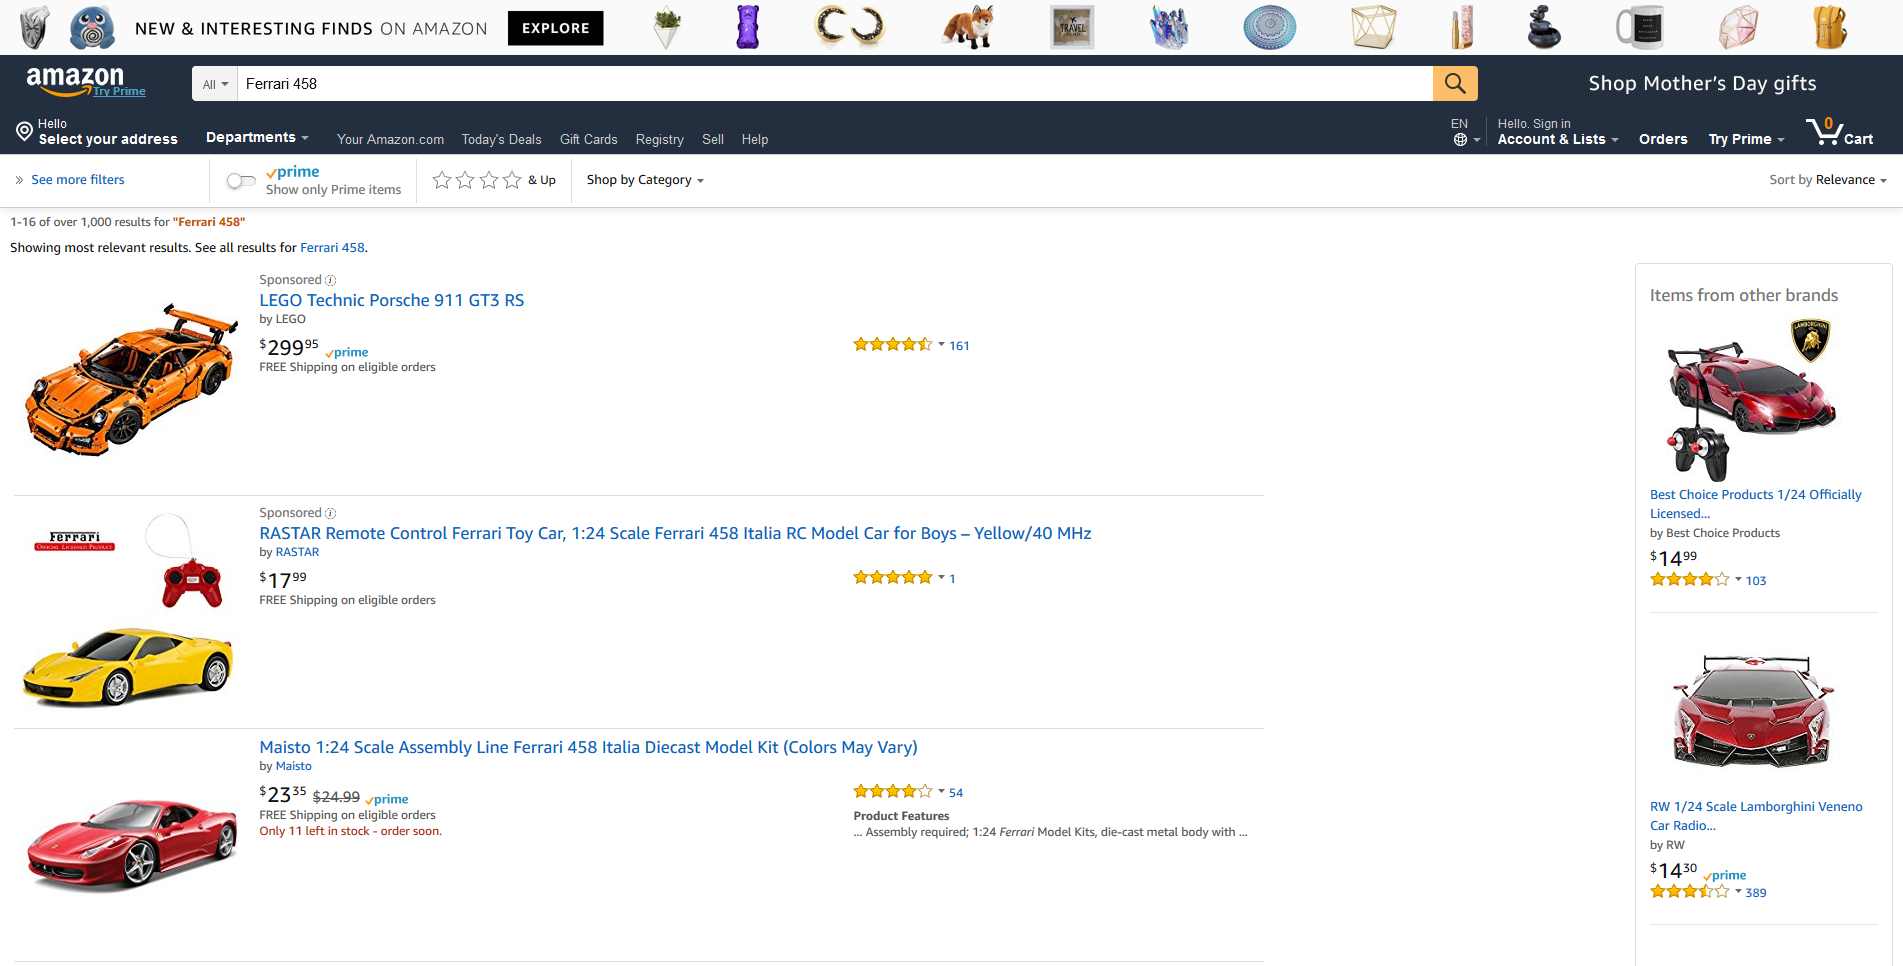 NEW & INTERESTING FINDS ON AMAZON
EXPLORE
TRAVEL
amazon
Try Prime
All
Ferrari 458
Shop Mother's Day gifts
Hello
Select your address
Departments
Your Amazon.com
Today's Deals
Gift Cards
Registry
Sell
Help
EN
Hello. Sign in
Account & Lists
Orders
Try Prime
0
Cart
» See more filters
prime
Show only Prime items
& Up
Shop by Category
Sort by Relevance
1-16 of over 1,000 results for "Ferrari 458"
Showing most relevant results. See all results for Ferrari 458.
Sponsored
LEGO Technic Porsche 911 GT3 RS
by LEGO
$299 95 prime
FREE Shipping on eligible orders
161
Sponsored
Ferrari
OFFICIAL LICENSED PRODUCT
RASTAR Remote Control Ferrari Toy Car, 1:24 Scale Ferrari 458 Italia RC Model Car for Boys – Yellow/40 MHz
by RASTAR
$17 99
FREE Shipping on eligible orders
1
Maisto 1:24 Scale Assembly Line Ferrari 458 Italia Diecast Model Kit (Colors May Vary)
by Maisto
$23 35 $24.99 prime
FREE Shipping on eligible orders
Only 11 left in stock - order soon.
54
Product Features
... Assembly required; 1:24 Ferrari Model Kits, die-cast metal body with ...
Items from other brands
LAMBORGHINI
Best Choice Products 1/24 Officially
Licensed...
by Best Choice Products
$14 99
103
RW 1/24 Scale Lamborghini Veneno
Car Radio...
by RW
$14 30 prime
389